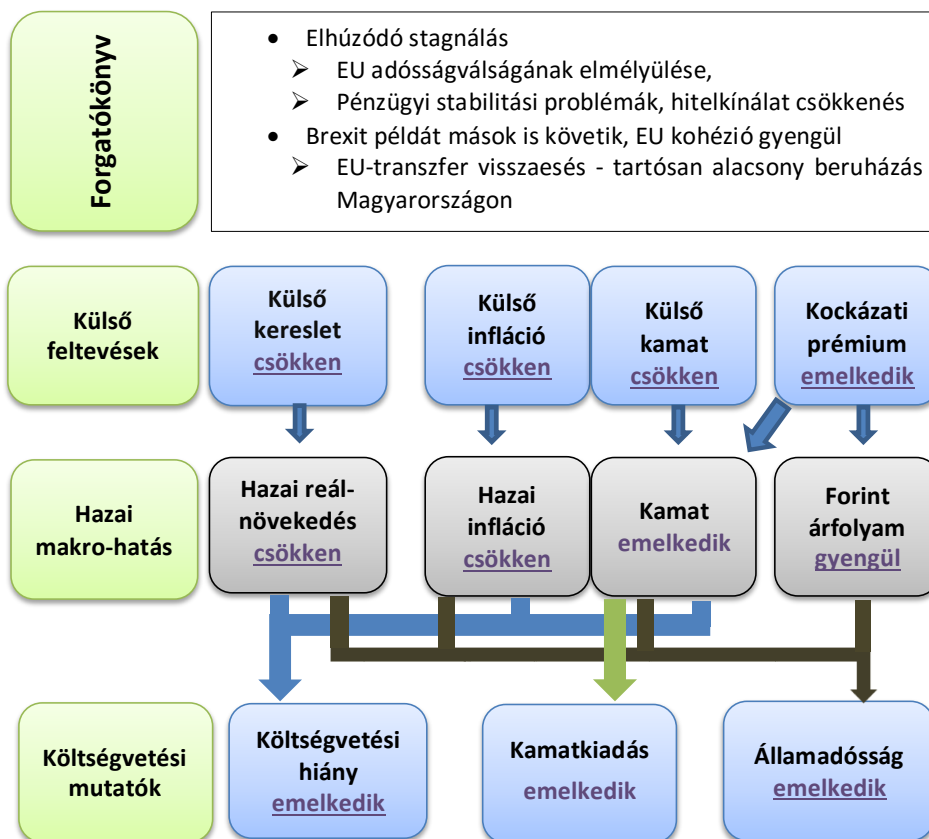 Forgatókönyv
• Elhúzódó stagnálás
➢ EU adósságválságának elmélyülése,
➢ Pénzügyi stabilitási problémák, hitelkínálat csökkenés
• Brexit példát mások is követik, EU kohézió gyengül
➢ EU-transzfer visszaesés - tartósan alacsony beruházás
Magyarországon
Külső
feltevések
Külső
kereslet
csökken
Külső
infláció
csökken
Külső
kamat
csökken
Kockázati
prémium
emelkedik
Hazai
makro-hatás
Hazai reál-
növekedés
csökken
Hazai
infláció
csökken
Kamat
emelkedik
Forint
árfolyam
gyengül
Költségvetési
mutatók
Költségvetési
hiány
emelkedik
Kamatkiadás
emelkedik
Államadósság
emelkedik